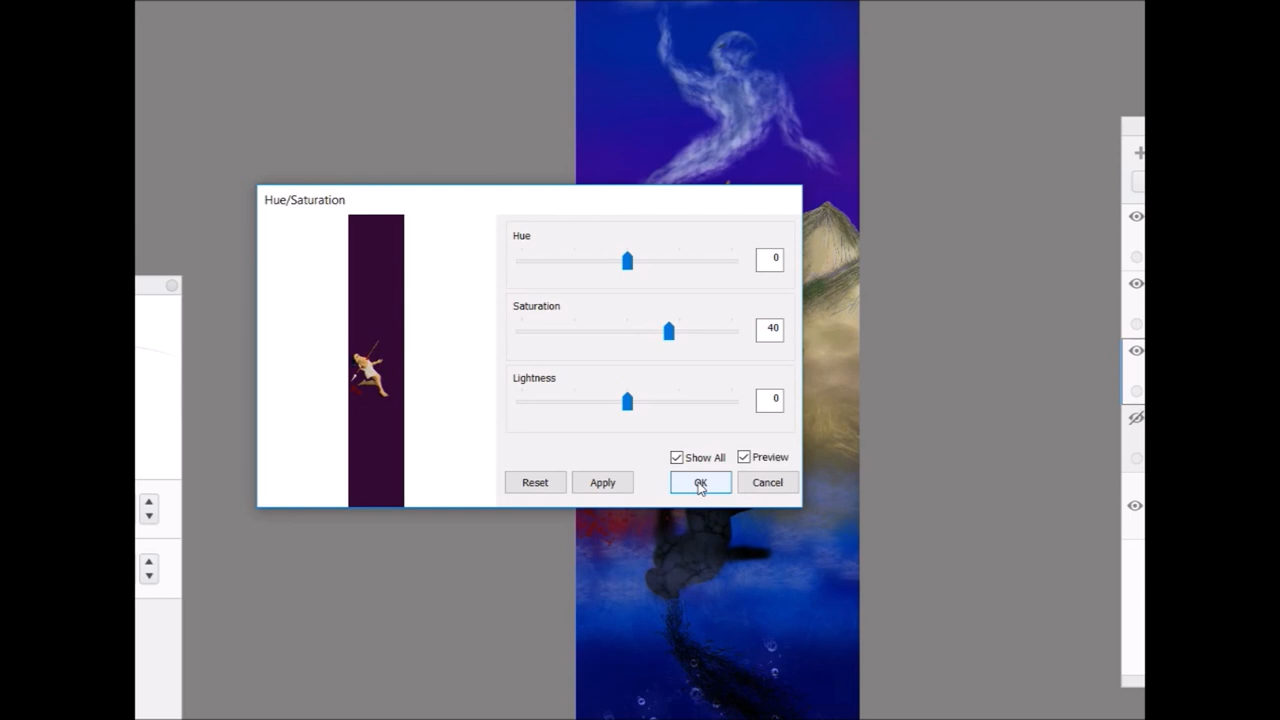 Hue/Saturation
Hue
0
Saturation
40
Lightness
0
Show All Preview
Reset Apply OK Cancel